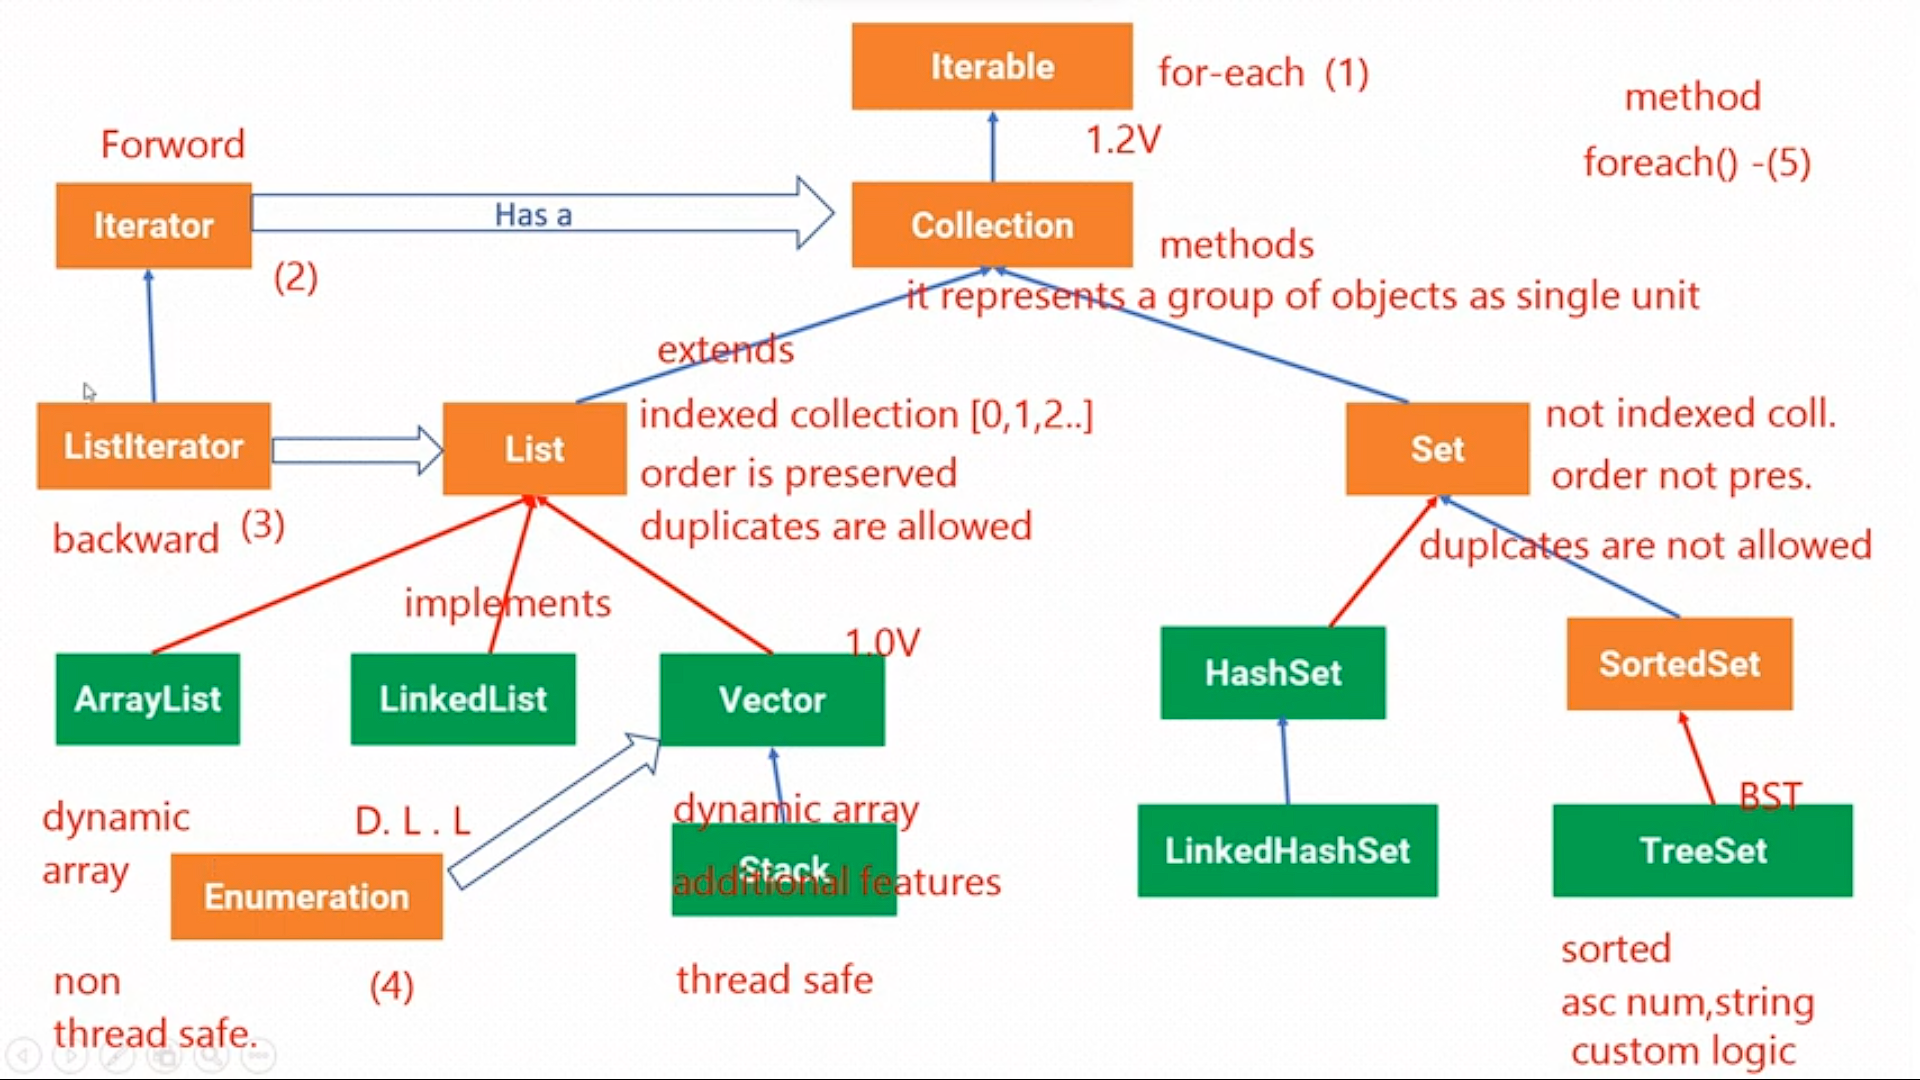 Iterable
for-each (1)
method
1.2V
Forword
foreach() -(5)
Iterator
Has a
Collection
methods
(2)
it represents a group of objects as single unit
extends
ListIterator
List
indexed collection [0,1,2..]
Set
not indexed coll.
order is preserved
order not pres.
backward
(3)
duplicates are allowed
duplcates are not allowed
implements
1.0V
ArrayList
LinkedList
Vector
HashSet
SortedSet
dynamic
array
D. L . L
dynamic array
BST
Enumeration
Stack
additional features
LinkedHashSet
TreeSet
non
thread safe.
(4)
thread safe
sorted
asc num,string
custom logic